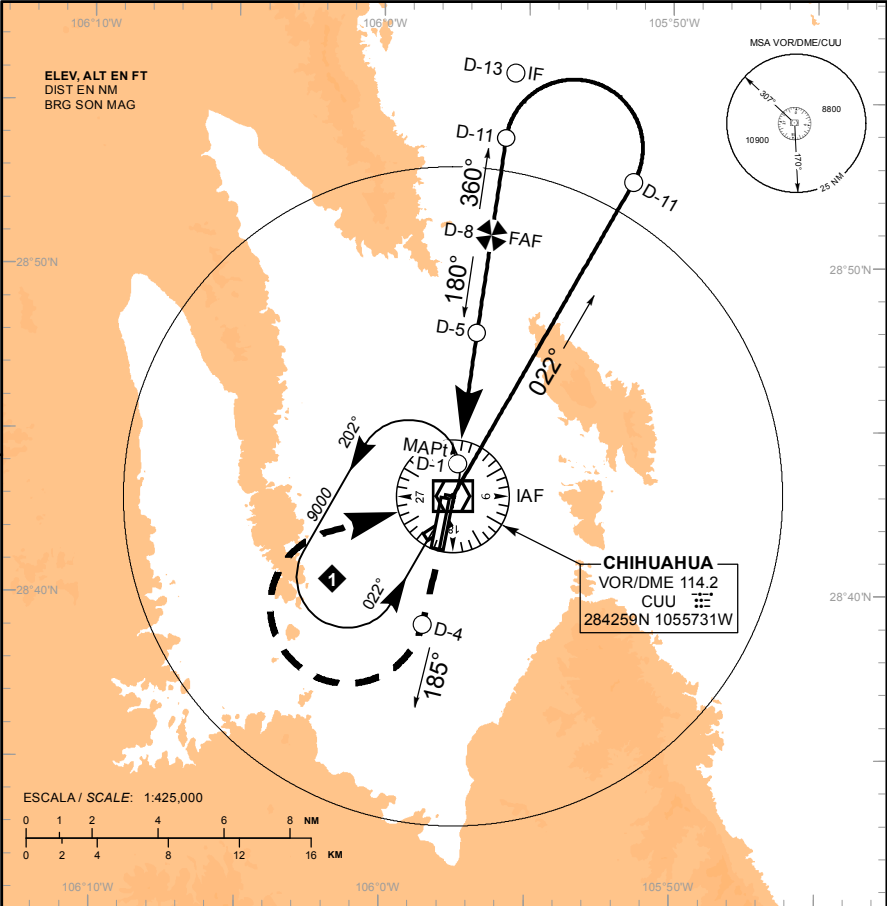 106°10'W
106°0'W
105°50'W
ELEV, ALT EN FT
DIST EN NM
BRG SON MAG
D-13 IF
MSA VOR/DME/CUU
307°
8800
10900
170°
25 NM
D-11
360°
D-11
D-8 FAF
28°50'N
28°50'N
180°
D-5
022°
202°
MAPt
D-1
27
9
18
IAF
9000
1
022°
CHIHUAHUA
VOR/DME 114.2
CUU
284259N 1055731W
28°40'N
28°40'N
D-4
185°
ESCALA / SCALE: 1:425,000
0 1 2 4 6 8 NM
0 2 4 8 12 16 KM
106°10'W
106°0'W
105°50'W